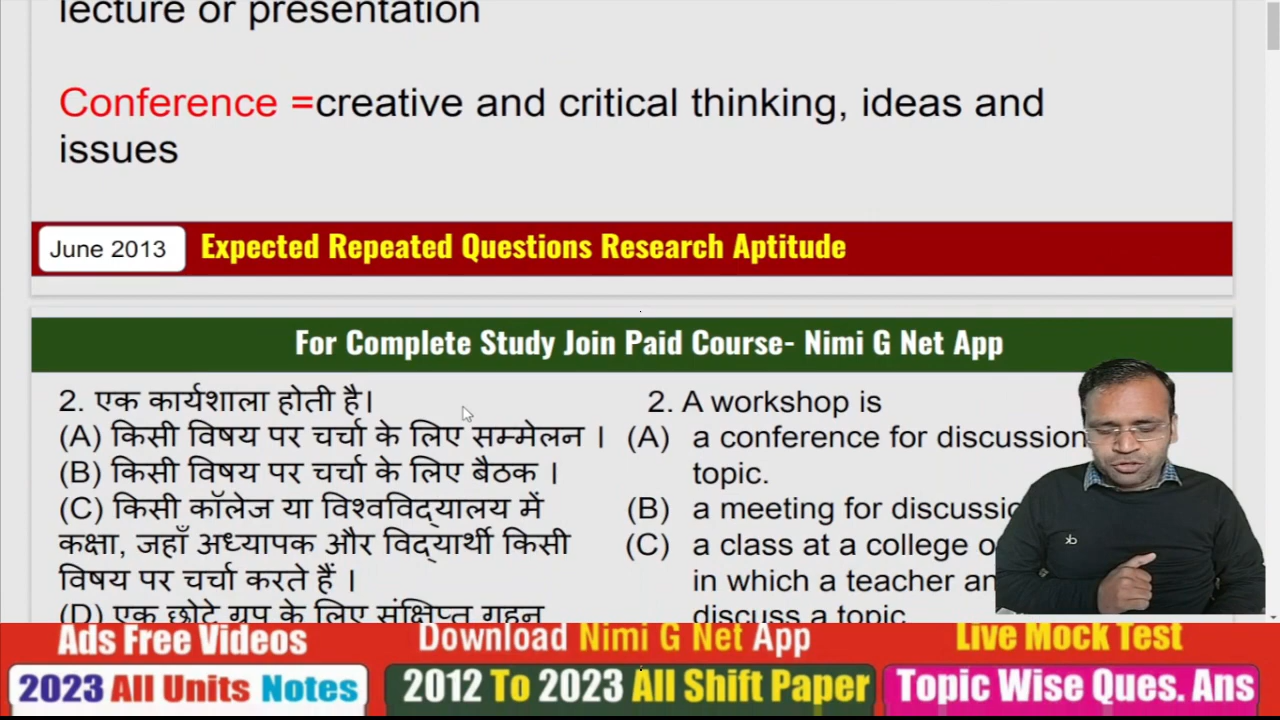 lecture or presentation
Conference =creative and critical thinking, ideas and
issues
June 2013
Expected Repeated Questions Research Aptitude
For Complete Study Join Paid Course- Nimi G Net App
2. एक कार्यशाला होती है।
(A) किसी विषय पर चर्चा के लिए सम्मेलन ।
(B) किसी विषय पर चर्चा के लिए बैठक ।
(C) किसी कॉलेज या विश्वविद्यालय में
कक्षा, जहाँ अध्यापक और विद्यार्थी किसी
विषय पर चर्चा करते हैं ।
(D) एक छोटे ग्रुप के लिए संक्षिप्त गहन
2. A workshop is
(A) a conference for discussion
topic.
(B) a meeting for
(C) a class at a college
in which a teacher
discuss a topic
Ads Free Videos
Download Nimi G Net App
Live Mock Test
2023 All Units Notes
2012 To 2023 All Shift Paper
Topic Wise Ques. Ans